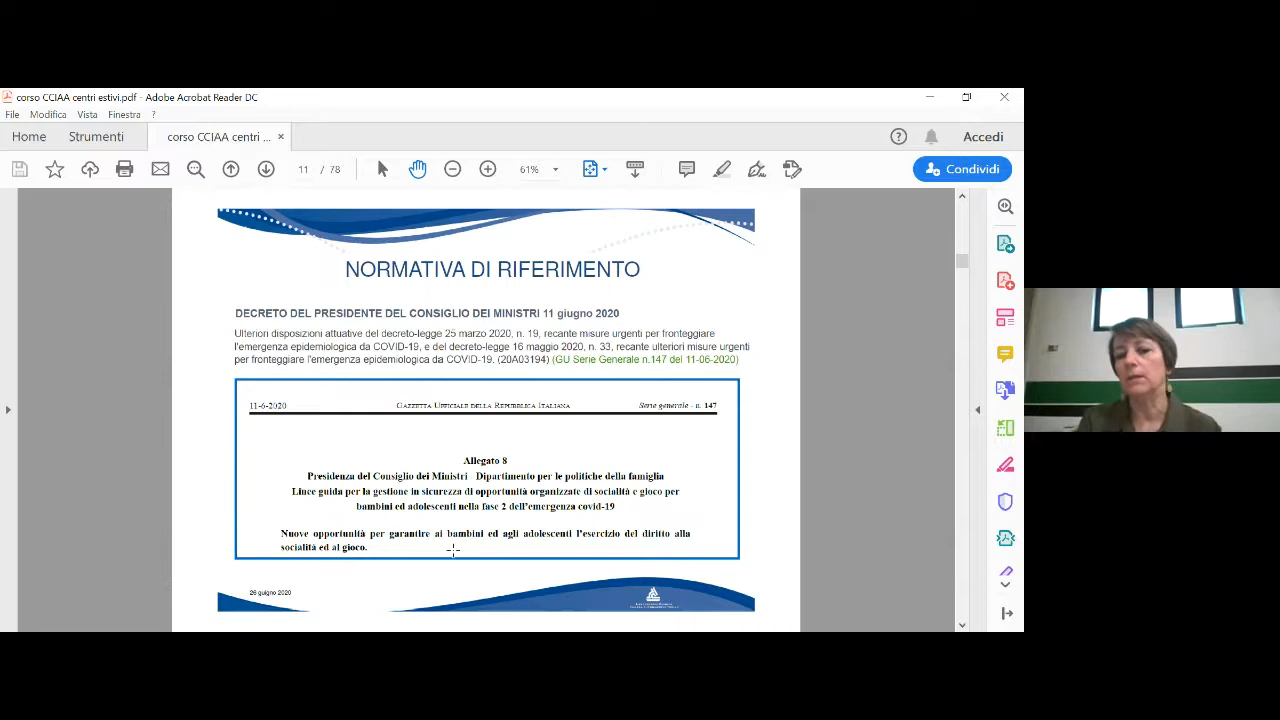 corso CCIAA centri estivi.pdf - Adobe Acrobat Reader DC
File Modifica Vista Finestra ?
Home Strumenti corso CCIAA centri ... × Accedi
11 / 78 61% Condividi
NORMATIVA DI RIFERIMENTO
DECRETO DEL PRESIDENTE DEL CONSIGLIO DEI MINISTRI 11 giugno 2020
Ulteriori disposizioni attuative del decreto-legge 25 marzo 2020, n. 19, recante misure urgenti per fronteggiare
l'emergenza epidemiologica da COVID-19, e del decreto-legge 16 maggio 2020, n. 33, recante ulteriori misure urgenti
per fronteggiare l'emergenza epidemiologica da COVID-19. (20A03194) (GU Serie Generale n.147 del 11-06-2020)
11-6-2020 GAZZETTA UFFICIALE DELLA REPUBBLICA ITALIANA Serie generale - n. 147
Allegato 8
Presidenza del Consiglio dei Ministri - Dipartimento per le politiche della famiglia
Linee guida per la gestione in sicurezza di opportunità organizzate di socialità e gioco per
bambini ed adolescenti nella fase 2 dell'emergenza covid-19
Nuove opportunità per garantire ai bambini ed agli adolescenti l'esercizio del diritto alla
socialità ed al gioco.
26 giugno 2020